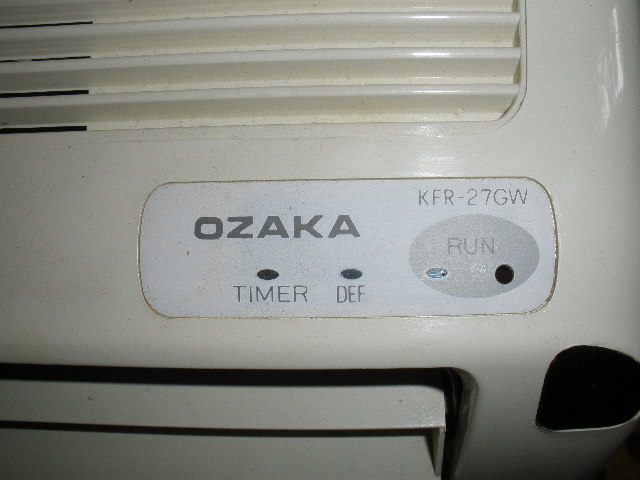 KFR-27GW
OZAKA
RUN
TIMER DEF